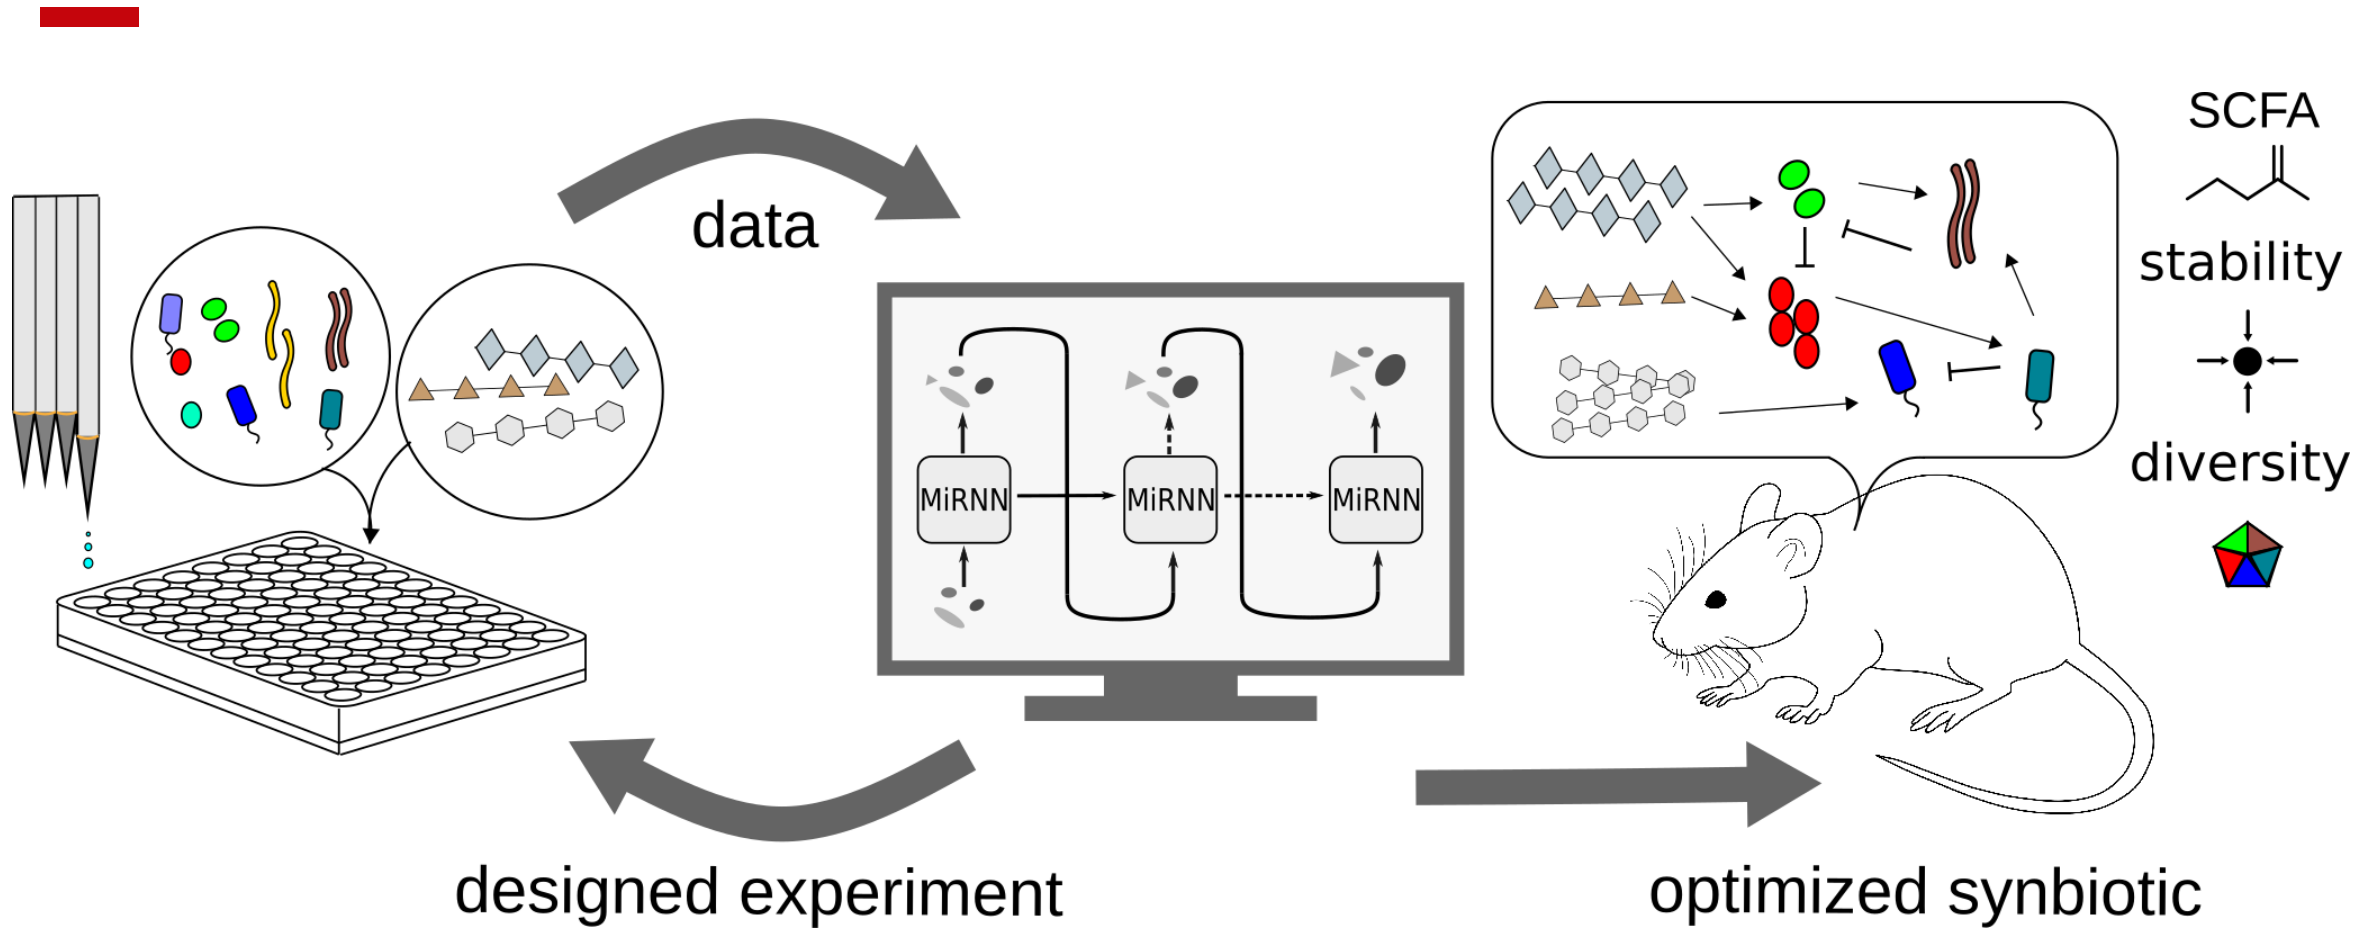 data
MiRNN
MiRNN
MiRNN
SCFA
stability
diversity
designed experiment
optimized synbiotic